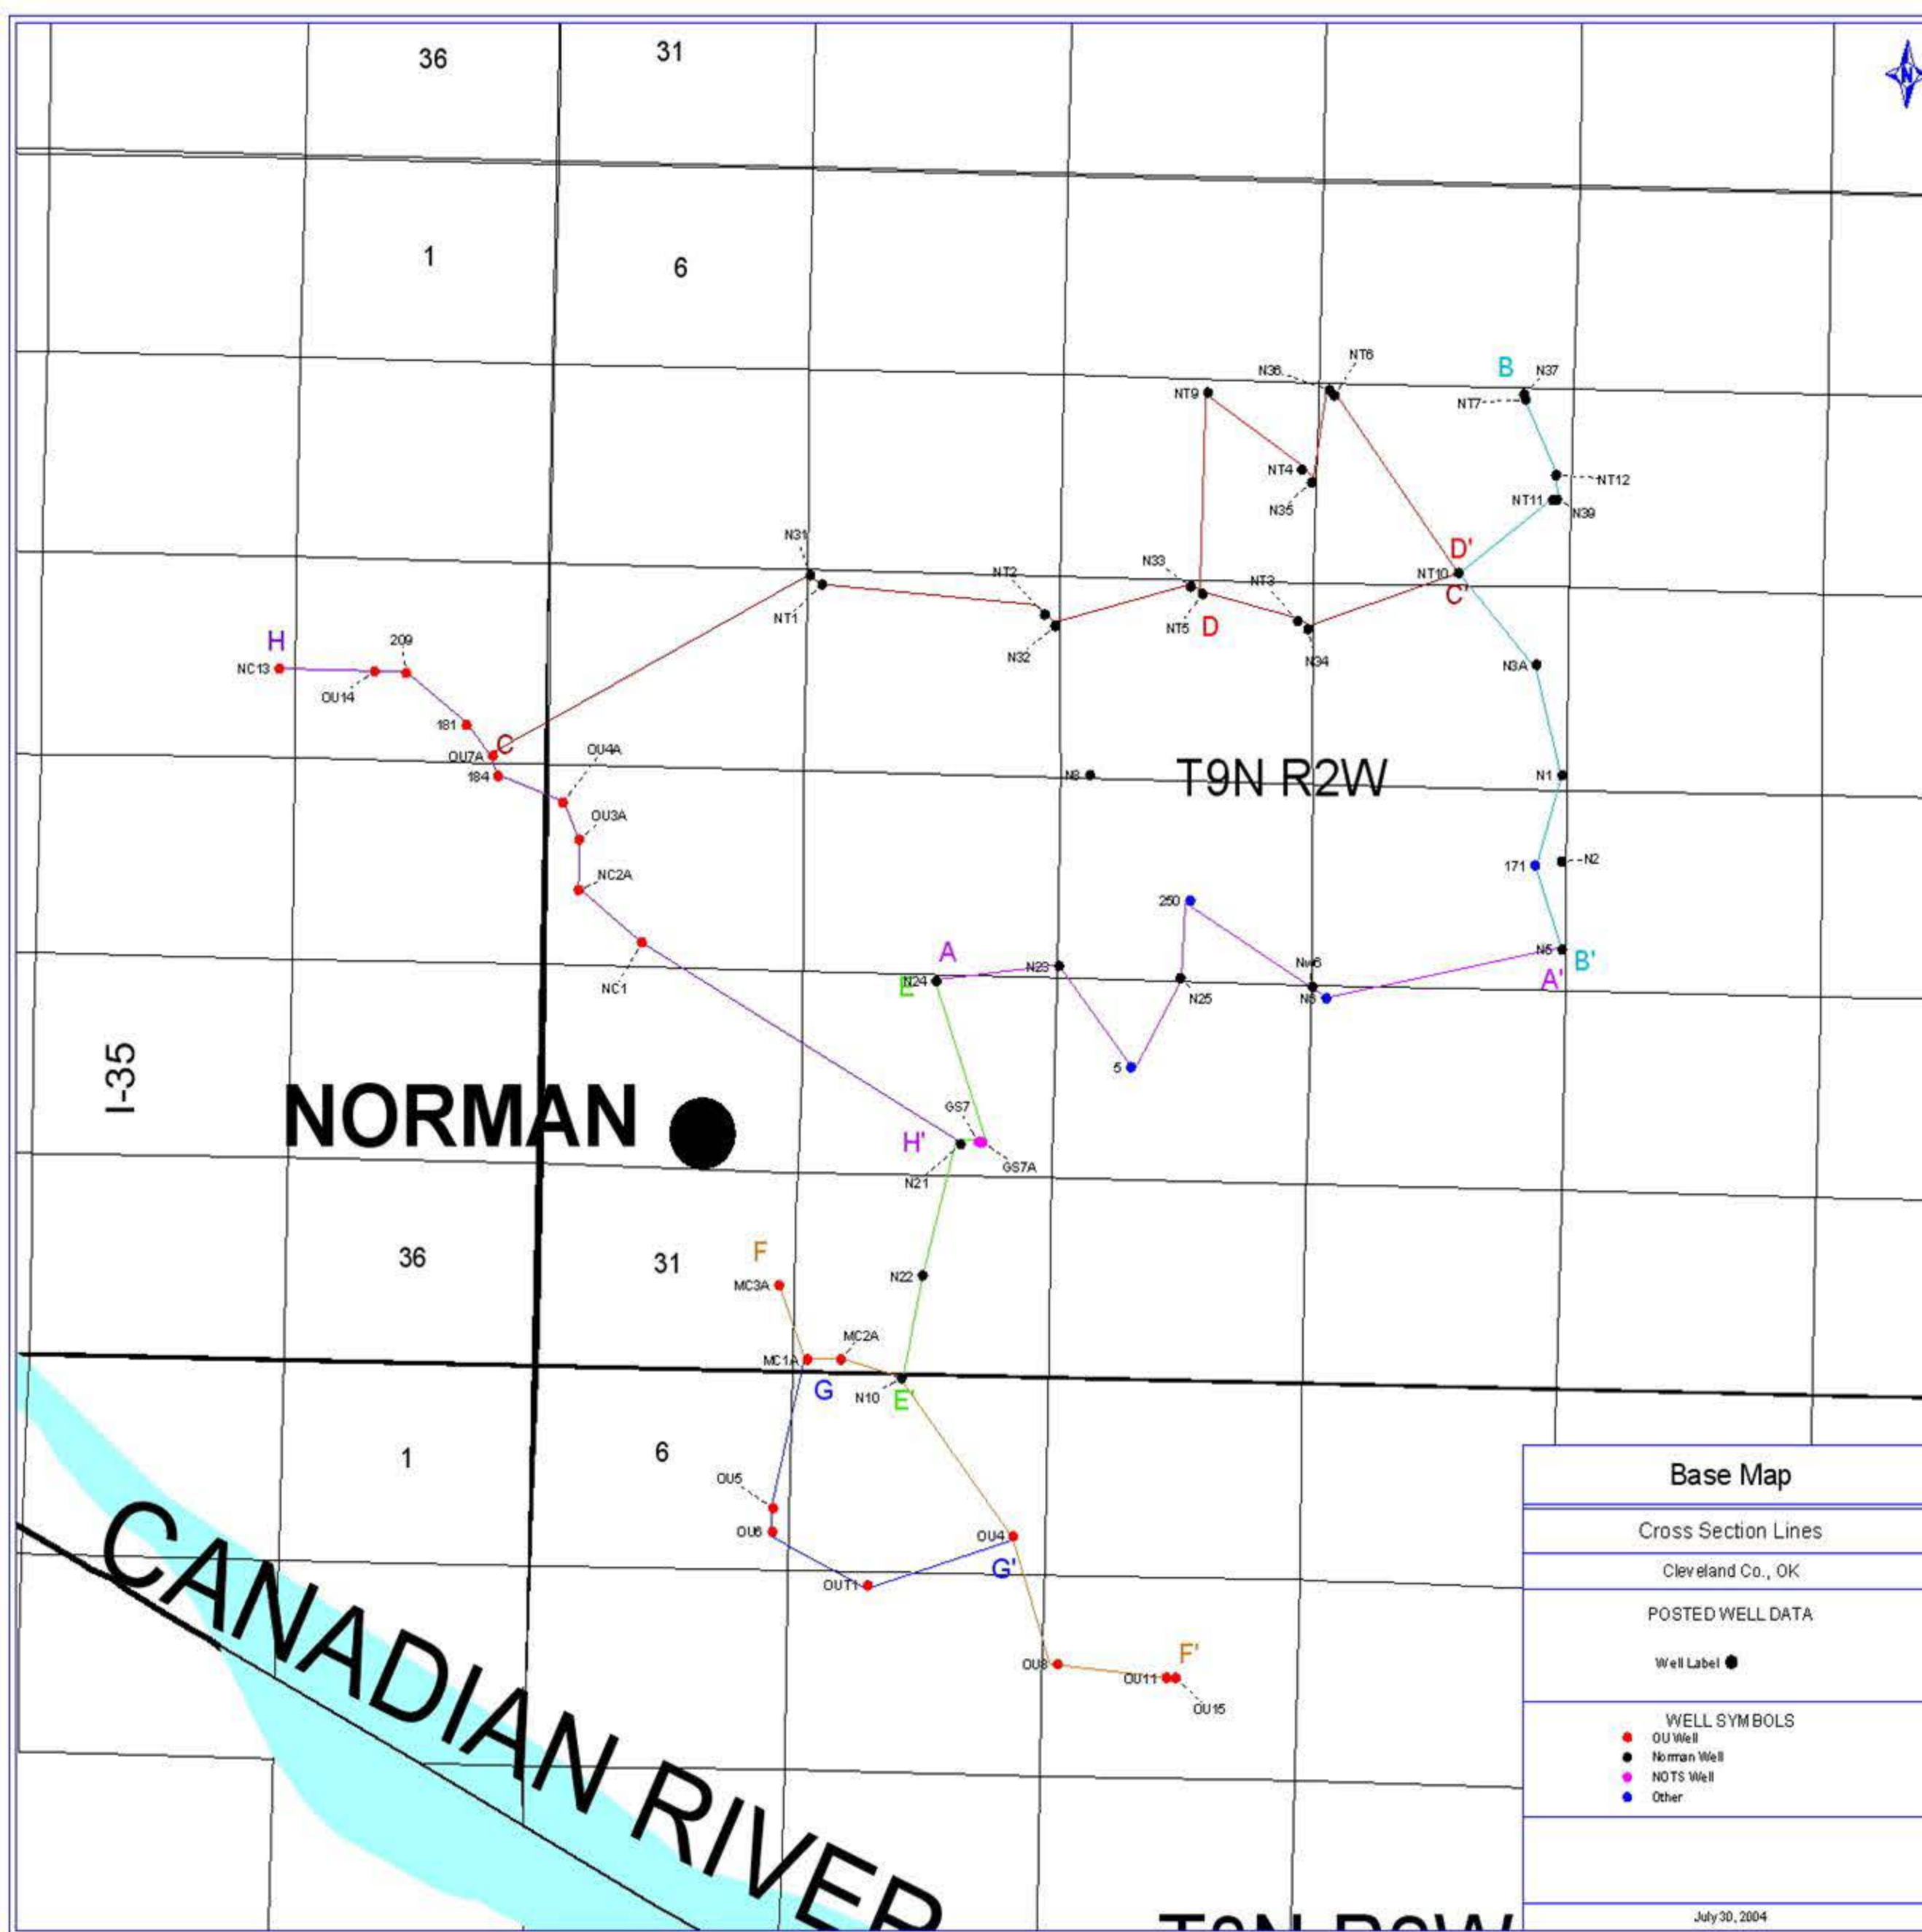 36
31
N
1
6
NT6
N36
B
N37
NT9
NT7
NT4
NT12
NT11
N39
N35
N31
D'
NT2
N33
NT3
NT10
C'
NT1
NT5
D
H
209
NC13
N32
N34
N3A
OU14
181
C
OU4A
OU7A
184
N8
T9N R2W
N1
OU3A
171
N2
NC2A
250
A
N5
B'
N23
Nw6
A'
N24
E
NC1
N25
N6
I-35
5
NORMAN
GS7
H'
GS7A
N21
36
31
F
N22
MC3A
MC2A
MC1A
G
N10
E'
1
6
OU5
OU6
OU4
G'
OUT1
CANADIAN RIVER
OU8
F'
OU11
OU15
Base Map
Cross Section Lines
Cleveland Co., OK
POSTED WELL DATA
Well Label
WELL SYMBOLS
OU Well
Norman Well
NOTS Well
Other
July 30, 2004